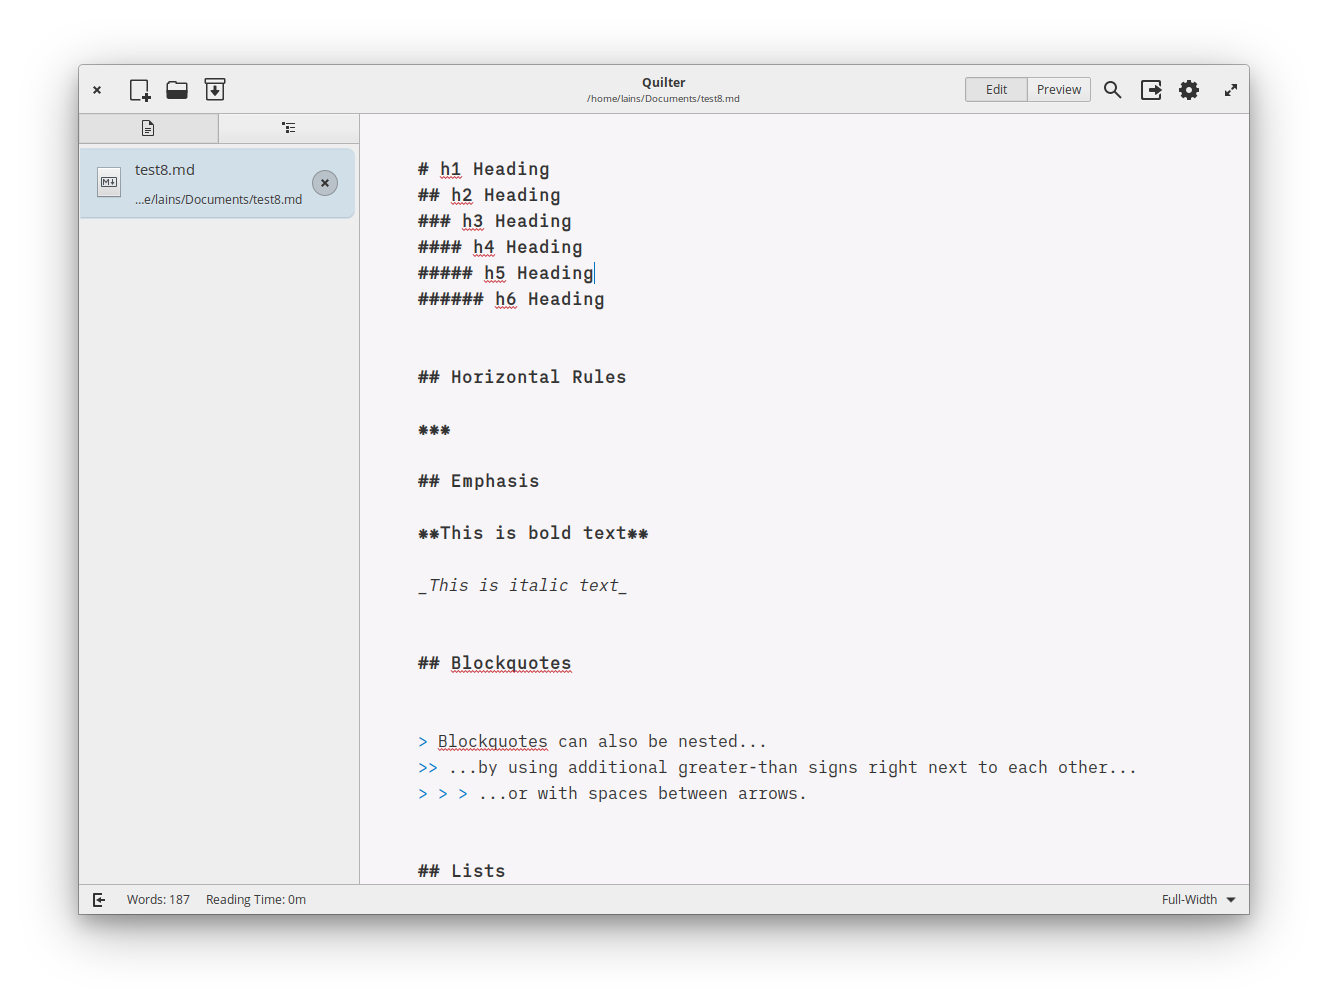 Quilter
/home/lains/Documents/test8.md
Edit Preview
test8.md
...e/lains/Documents/test8.md
# h1 Heading
## h2 Heading
### h3 Heading
#### h4 Heading
##### h5 Heading
###### h6 Heading
## Horizontal Rules
***
## Emphasis
**This is bold text**
_This is italic text_
## Blockquotes
> Blockquotes can also be nested...
>> ...by using additional greater-than signs right next to each other...
> > > ...or with spaces between arrows.
## Lists
Words: 187 Reading Time: 0m Full-Width